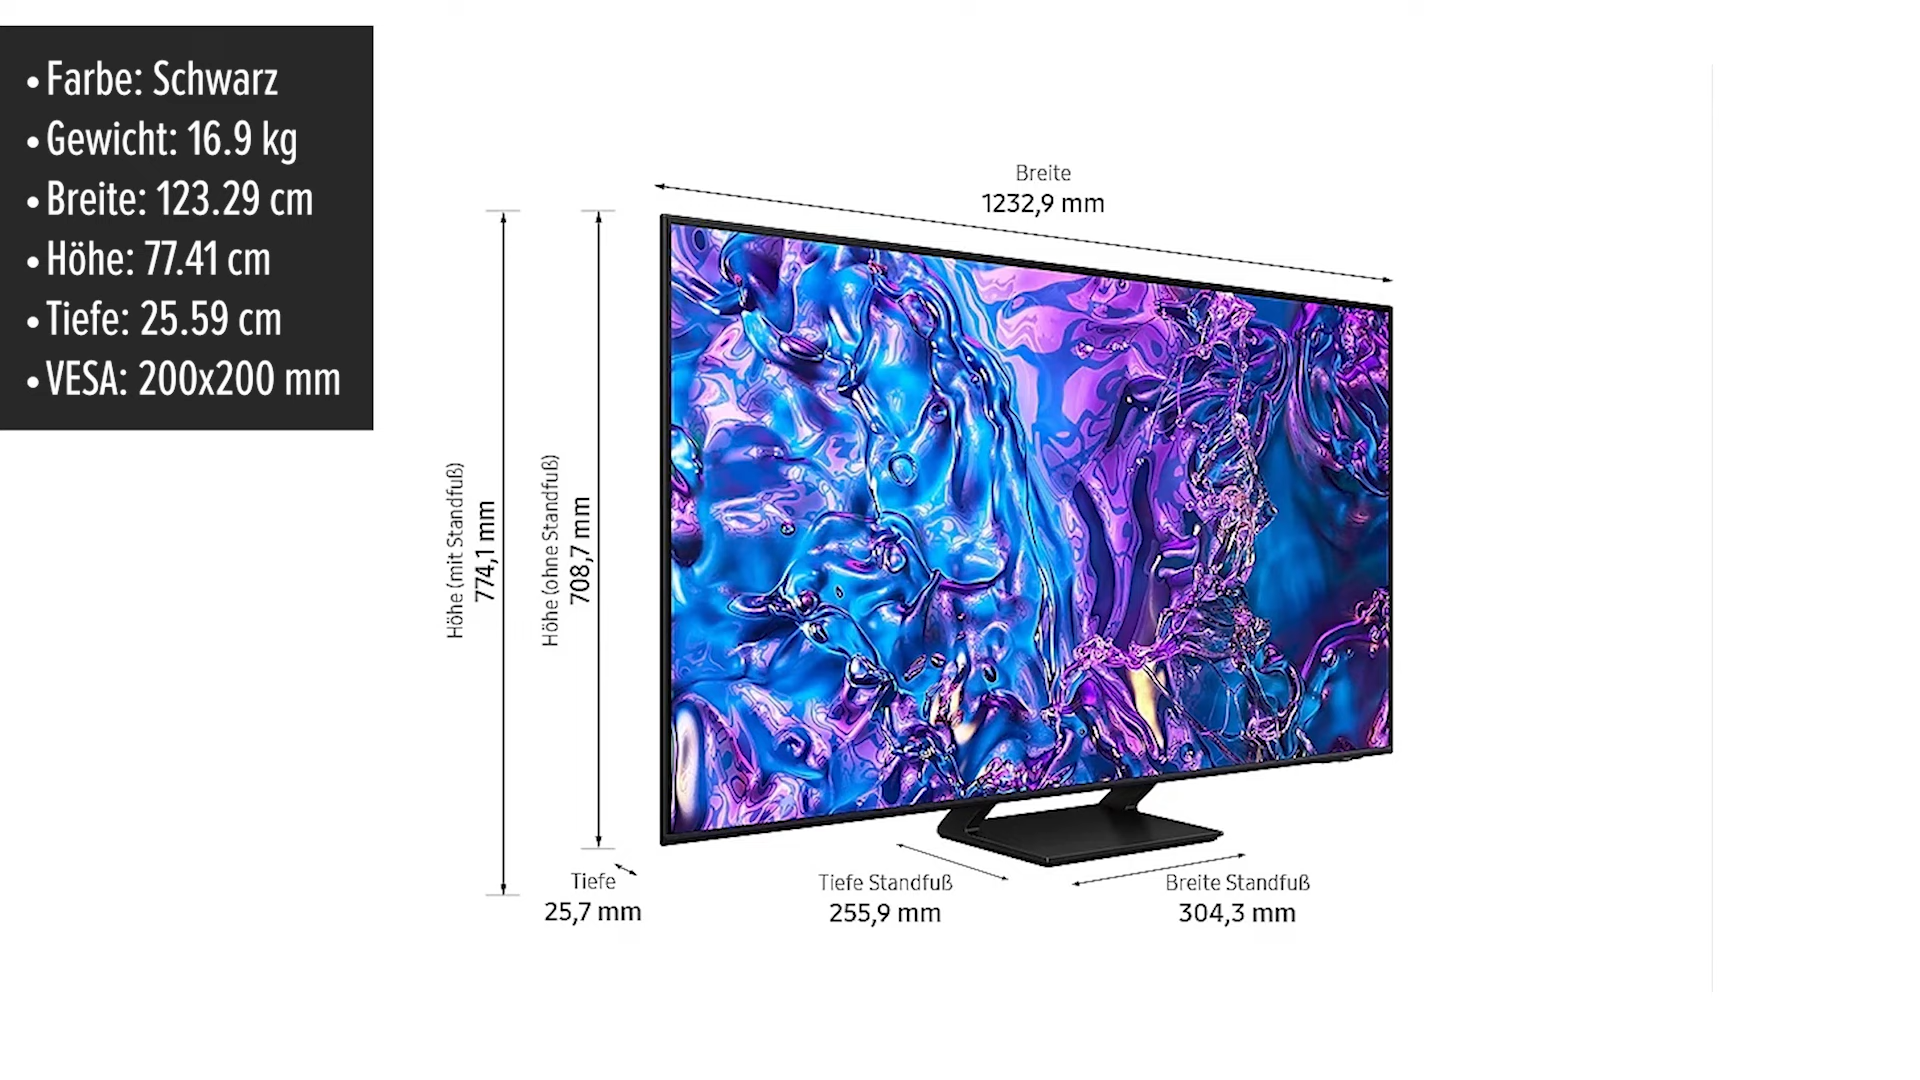 • Farbe: Schwarz
• Gewicht: 16.9 kg
• Breite: 123.29 cm
• Höhe: 77.41 cm
• Tiefe: 25.59 cm
• VESA: 200x200 mm
Breite
1232,9 mm
Höhe (mit Standfuß)
774,1 mm
Höhe (ohne Standfuß)
708,7 mm
Tiefe
25,7 mm
Tiefe Standfuß
255,9 mm
Breite Standfuß
304,3 mm